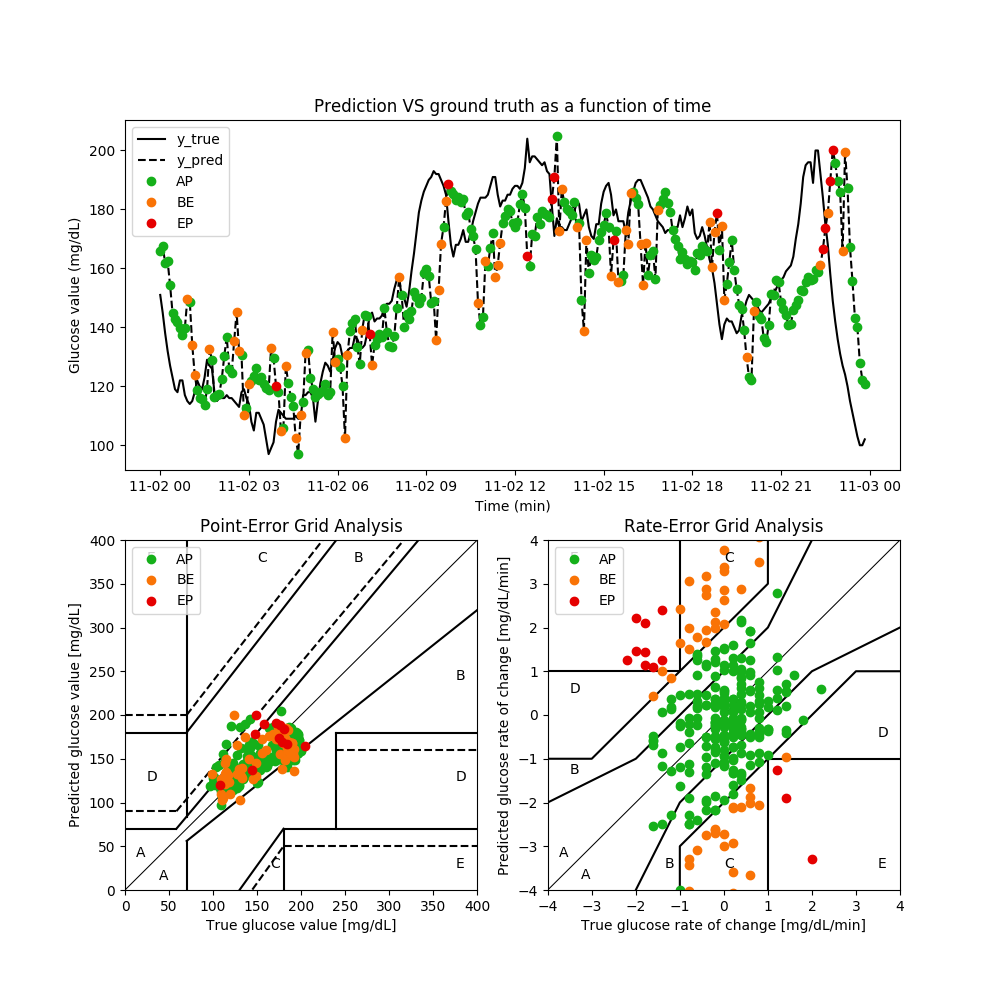 Prediction VS ground truth as a function of time
y_true
y_pred
AP
BE
EP
Glucose value (mg/dL)
200
180
160
140
120
100
11-02 00 11-02 03 11-02 06 11-02 09 11-02 12 11-02 15 11-02 18 11-02 21 11-03 00
Time (min)
Point-Error Grid Analysis
AP
BE
EP
C
B
B
D
D
A
A
C
E
Predicted glucose value [mg/dL]
400
350
300
250
200
150
100
50
0
0 50 100 150 200 250 300 350 400
True glucose value [mg/dL]
Rate-Error Grid Analysis
AP
BE
EP
C
D
D
B
A
A
B
C
E
Predicted glucose rate of change [mg/dL/min]
4
3
2
1
0
−1
−2
−3
−4
−4 −3 −2 −1 0 1 2 3 4
True glucose rate of change [mg/dL/min]